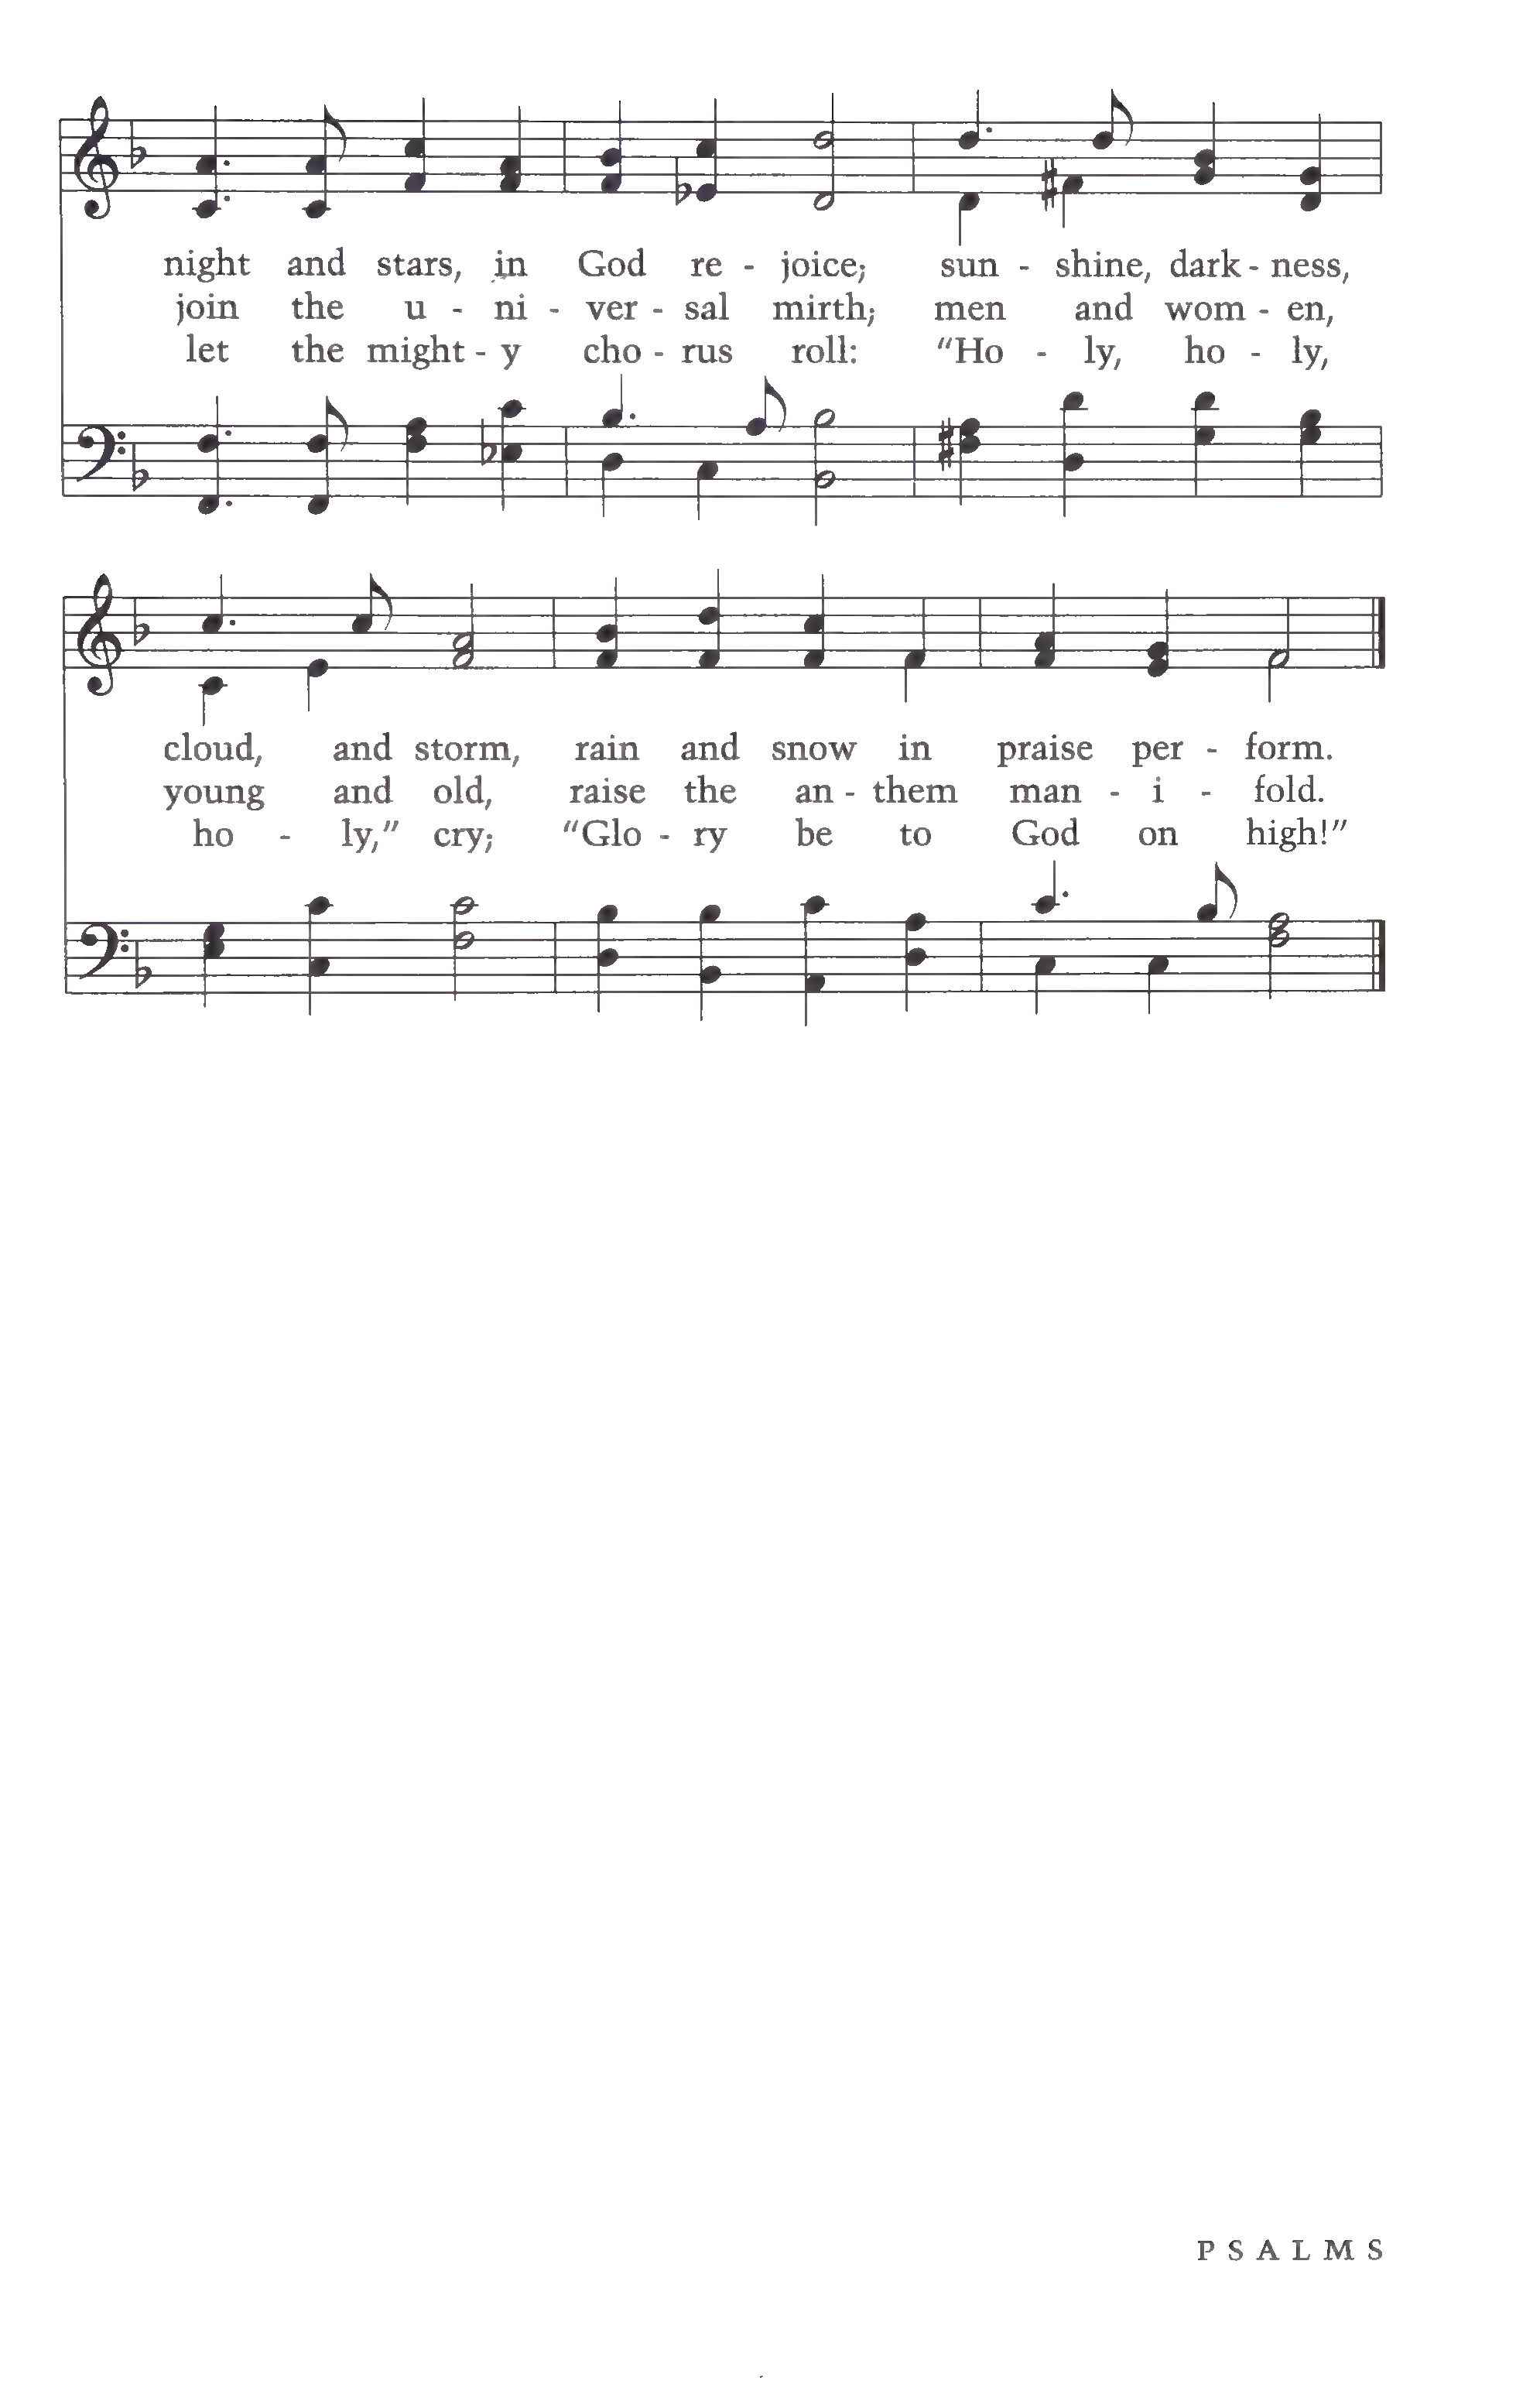 night and stars, in God re - joice; sun - shine, dark - ness,
join the u - ni - ver - sal mirth; men and wom - en,
let the might - y cho - rus roll: “Ho - ly, ho - ly,
cloud, and storm, rain and snow in praise per - form.
young and old, raise the an - them man - i - fold.
ho - ly,” cry; “Glo - ry be to God on high!”
PSALMS